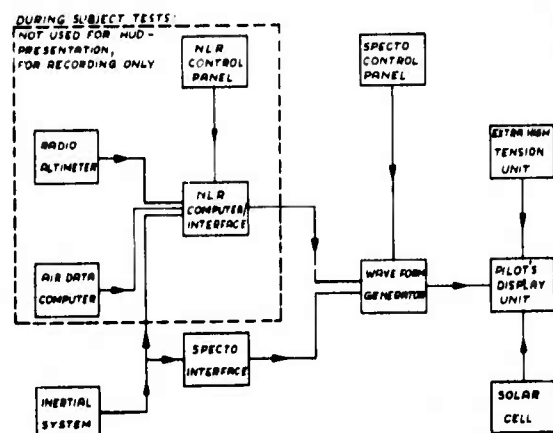 DURING SUBJECT TESTS:
NOT USED FOR HUD-
PRESENTATION,
FOR RECORDING ONLY
NLR
CONTROL
PANEL
SPECTO
CONTROL
PANEL
RADIO
ALTIMETER
EXTRA HIGH
TENSION
UNIT
NLR
COMPUTER/
INTERFACE
AIR DATA
COMPUTER
WAVE FORM
GENERATOR
PILOT'S
DISPLAY
UNIT
SPECTO
INTERFACE
INERTIAL
SYSTEM
SOLAR
CELL